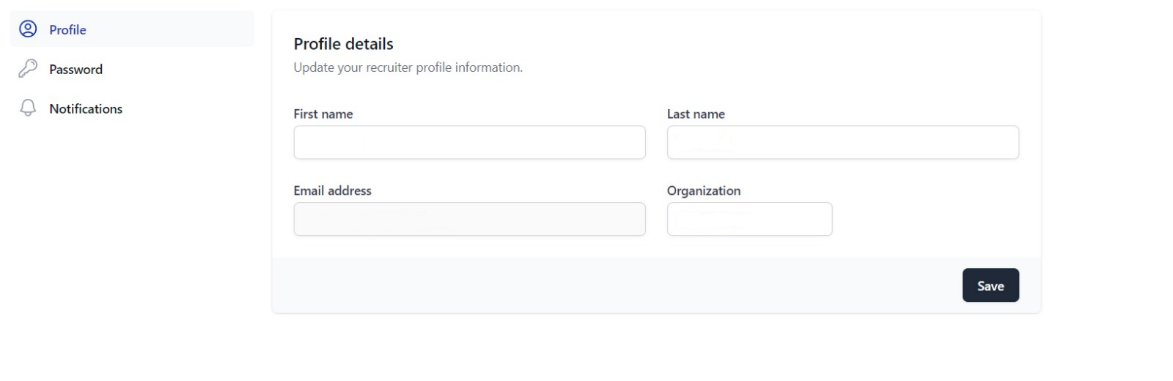 Profile
Password
Notifications
Profile details
Update your recruiter profile information.
First name
Last name
Email address
Organization
Save